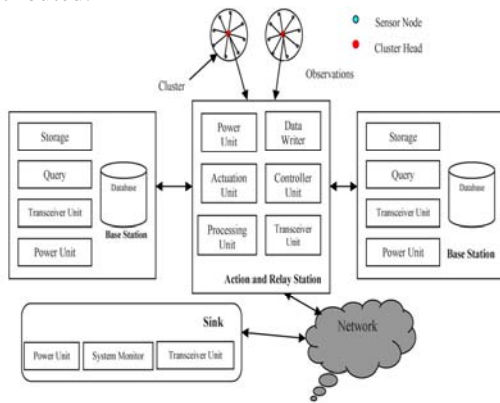 Sensor Node
Cluster Head
Cluster
Observations
Storage
Query
Transceiver Unit
Power Unit
Database
Base Station
Power
Unit
Data
Writer
Actuation
Unit
Controller
Unit
Processing
Unit
Transceiver
Unit
Action and Relay Station
Storage
Query
Transceiver Unit
Power Unit
Database
Base Station
Sink
Power Unit
System Monitor
Transceiver Unit
Network